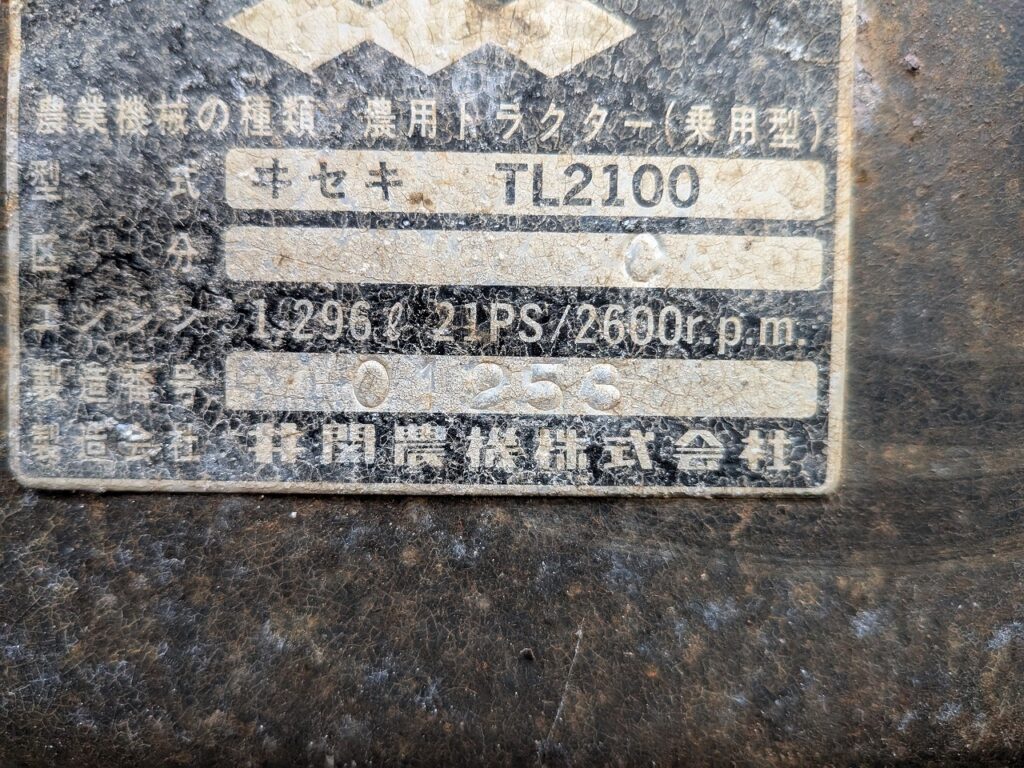 農業機械の種類 農用トラクター(乗用型)
型式 ヰセキ TL2100
区分 C
エンジン 1,296ℓ 21PS/2600r.p.m.
製造番号 01256
製造会社 井関農機株式会社